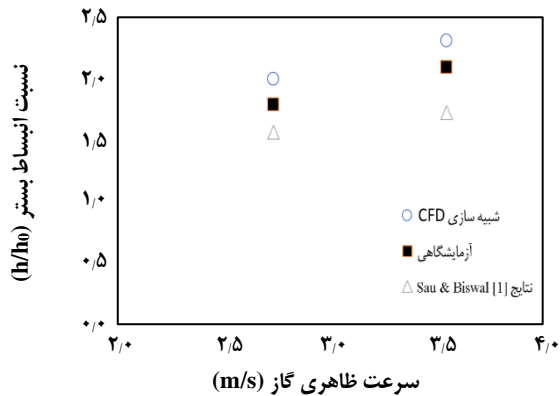 نسبت انبساط بستر (h/h₀)
۲٫۵
۲٫۰
۱٫۵
۱٫۰
۰٫۵
۰٫۰
شبیه سازی CFD
آزمایشگاهی
نتایج Sau & Biswal [1]
۲٫۰ ۲٫۵ ۳٫۰ ۳٫۵ ۴٫۰
سرعت ظاهری گاز (m/s)